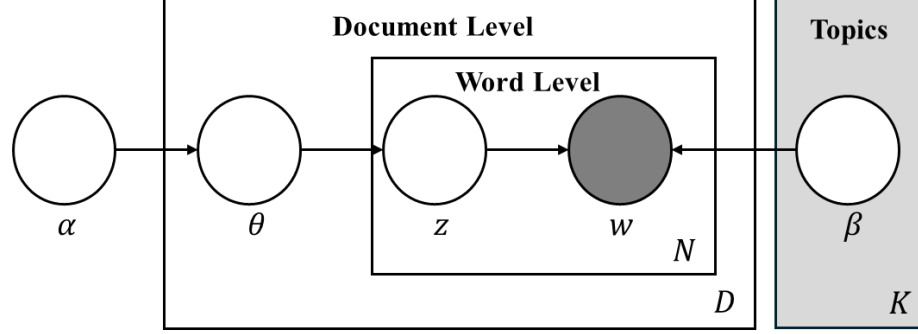 Document Level
Topics
Word Level
α
θ
z
w
β
N
D
K